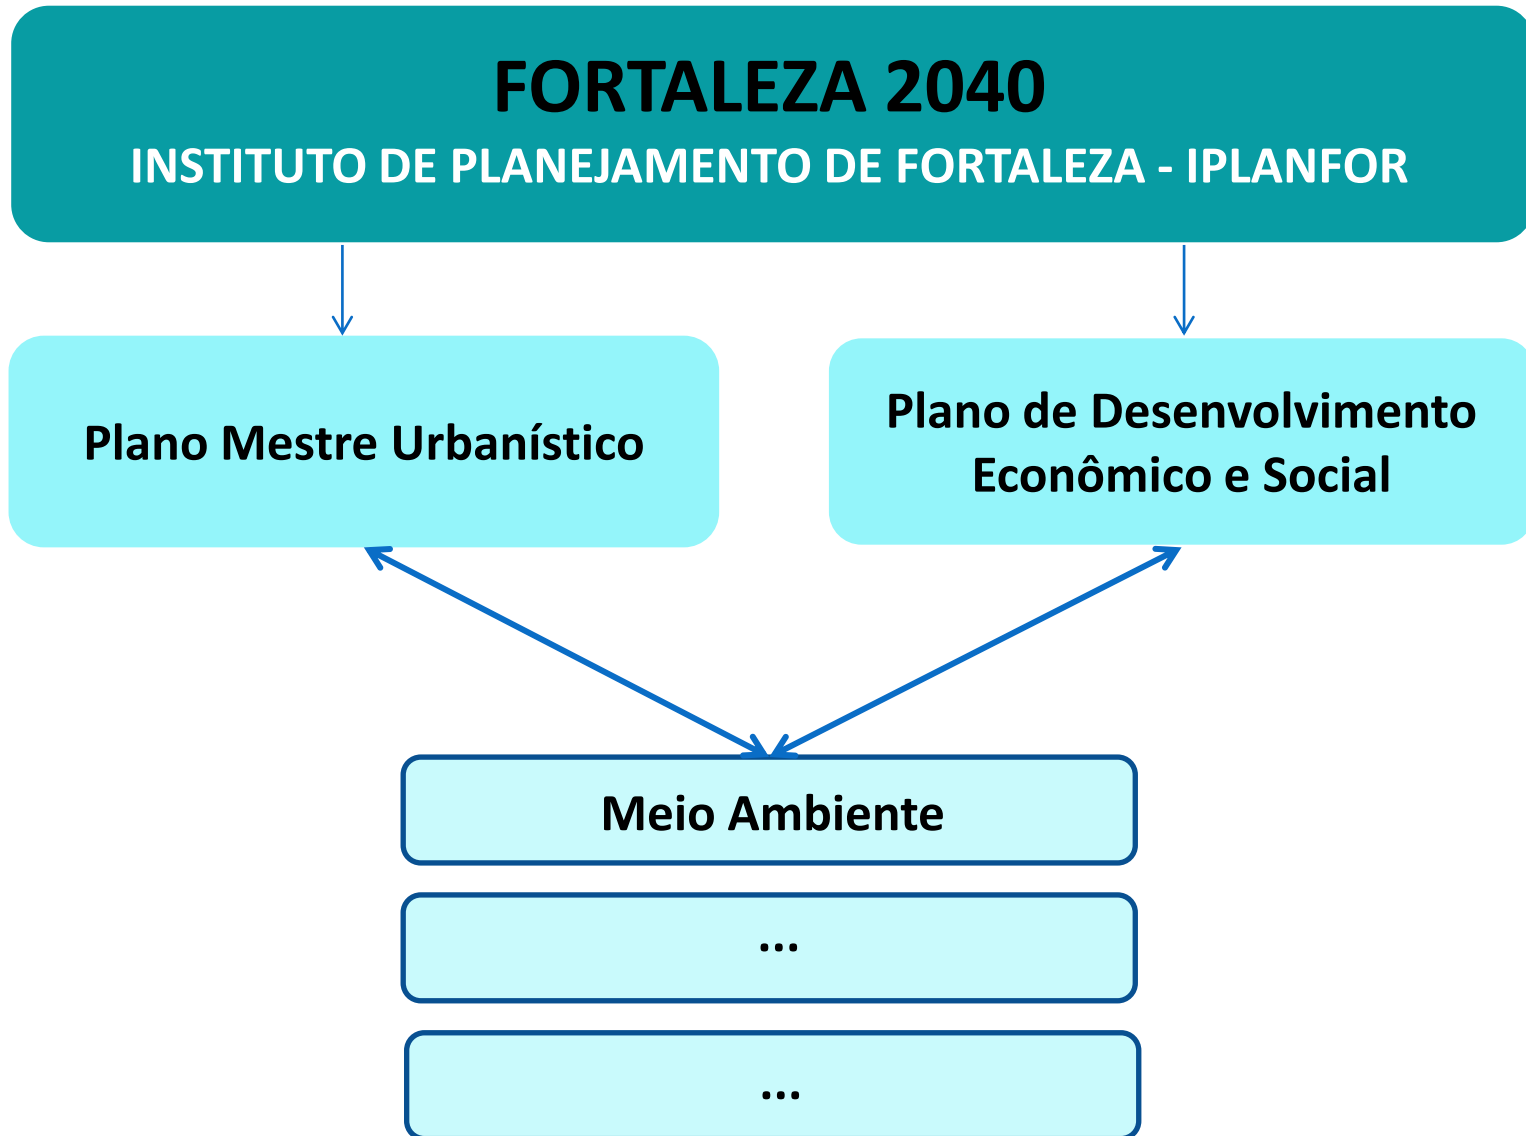 FORTALEZA 2040
INSTITUTO DE PLANEJAMENTO DE FORTALEZA - IPLANFOR
Plano Mestre Urbanístico
Plano de Desenvolvimento
Econômico e Social
Meio Ambiente
...
...